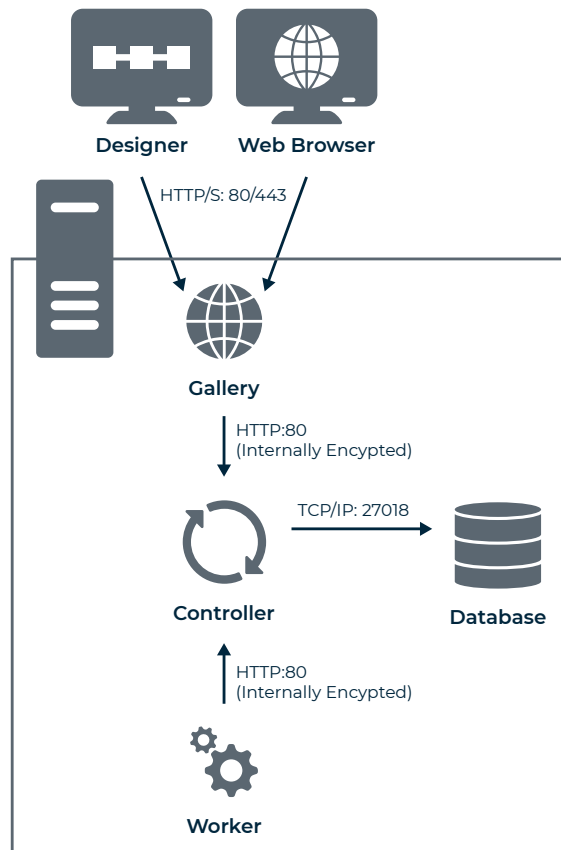 Designer
Web Browser
HTTP/S: 80/443
Gallery
HTTP:80
(Internally Encypted)
TCP/IP: 27018
Controller
Database
HTTP:80
(Internally Encypted)
Worker